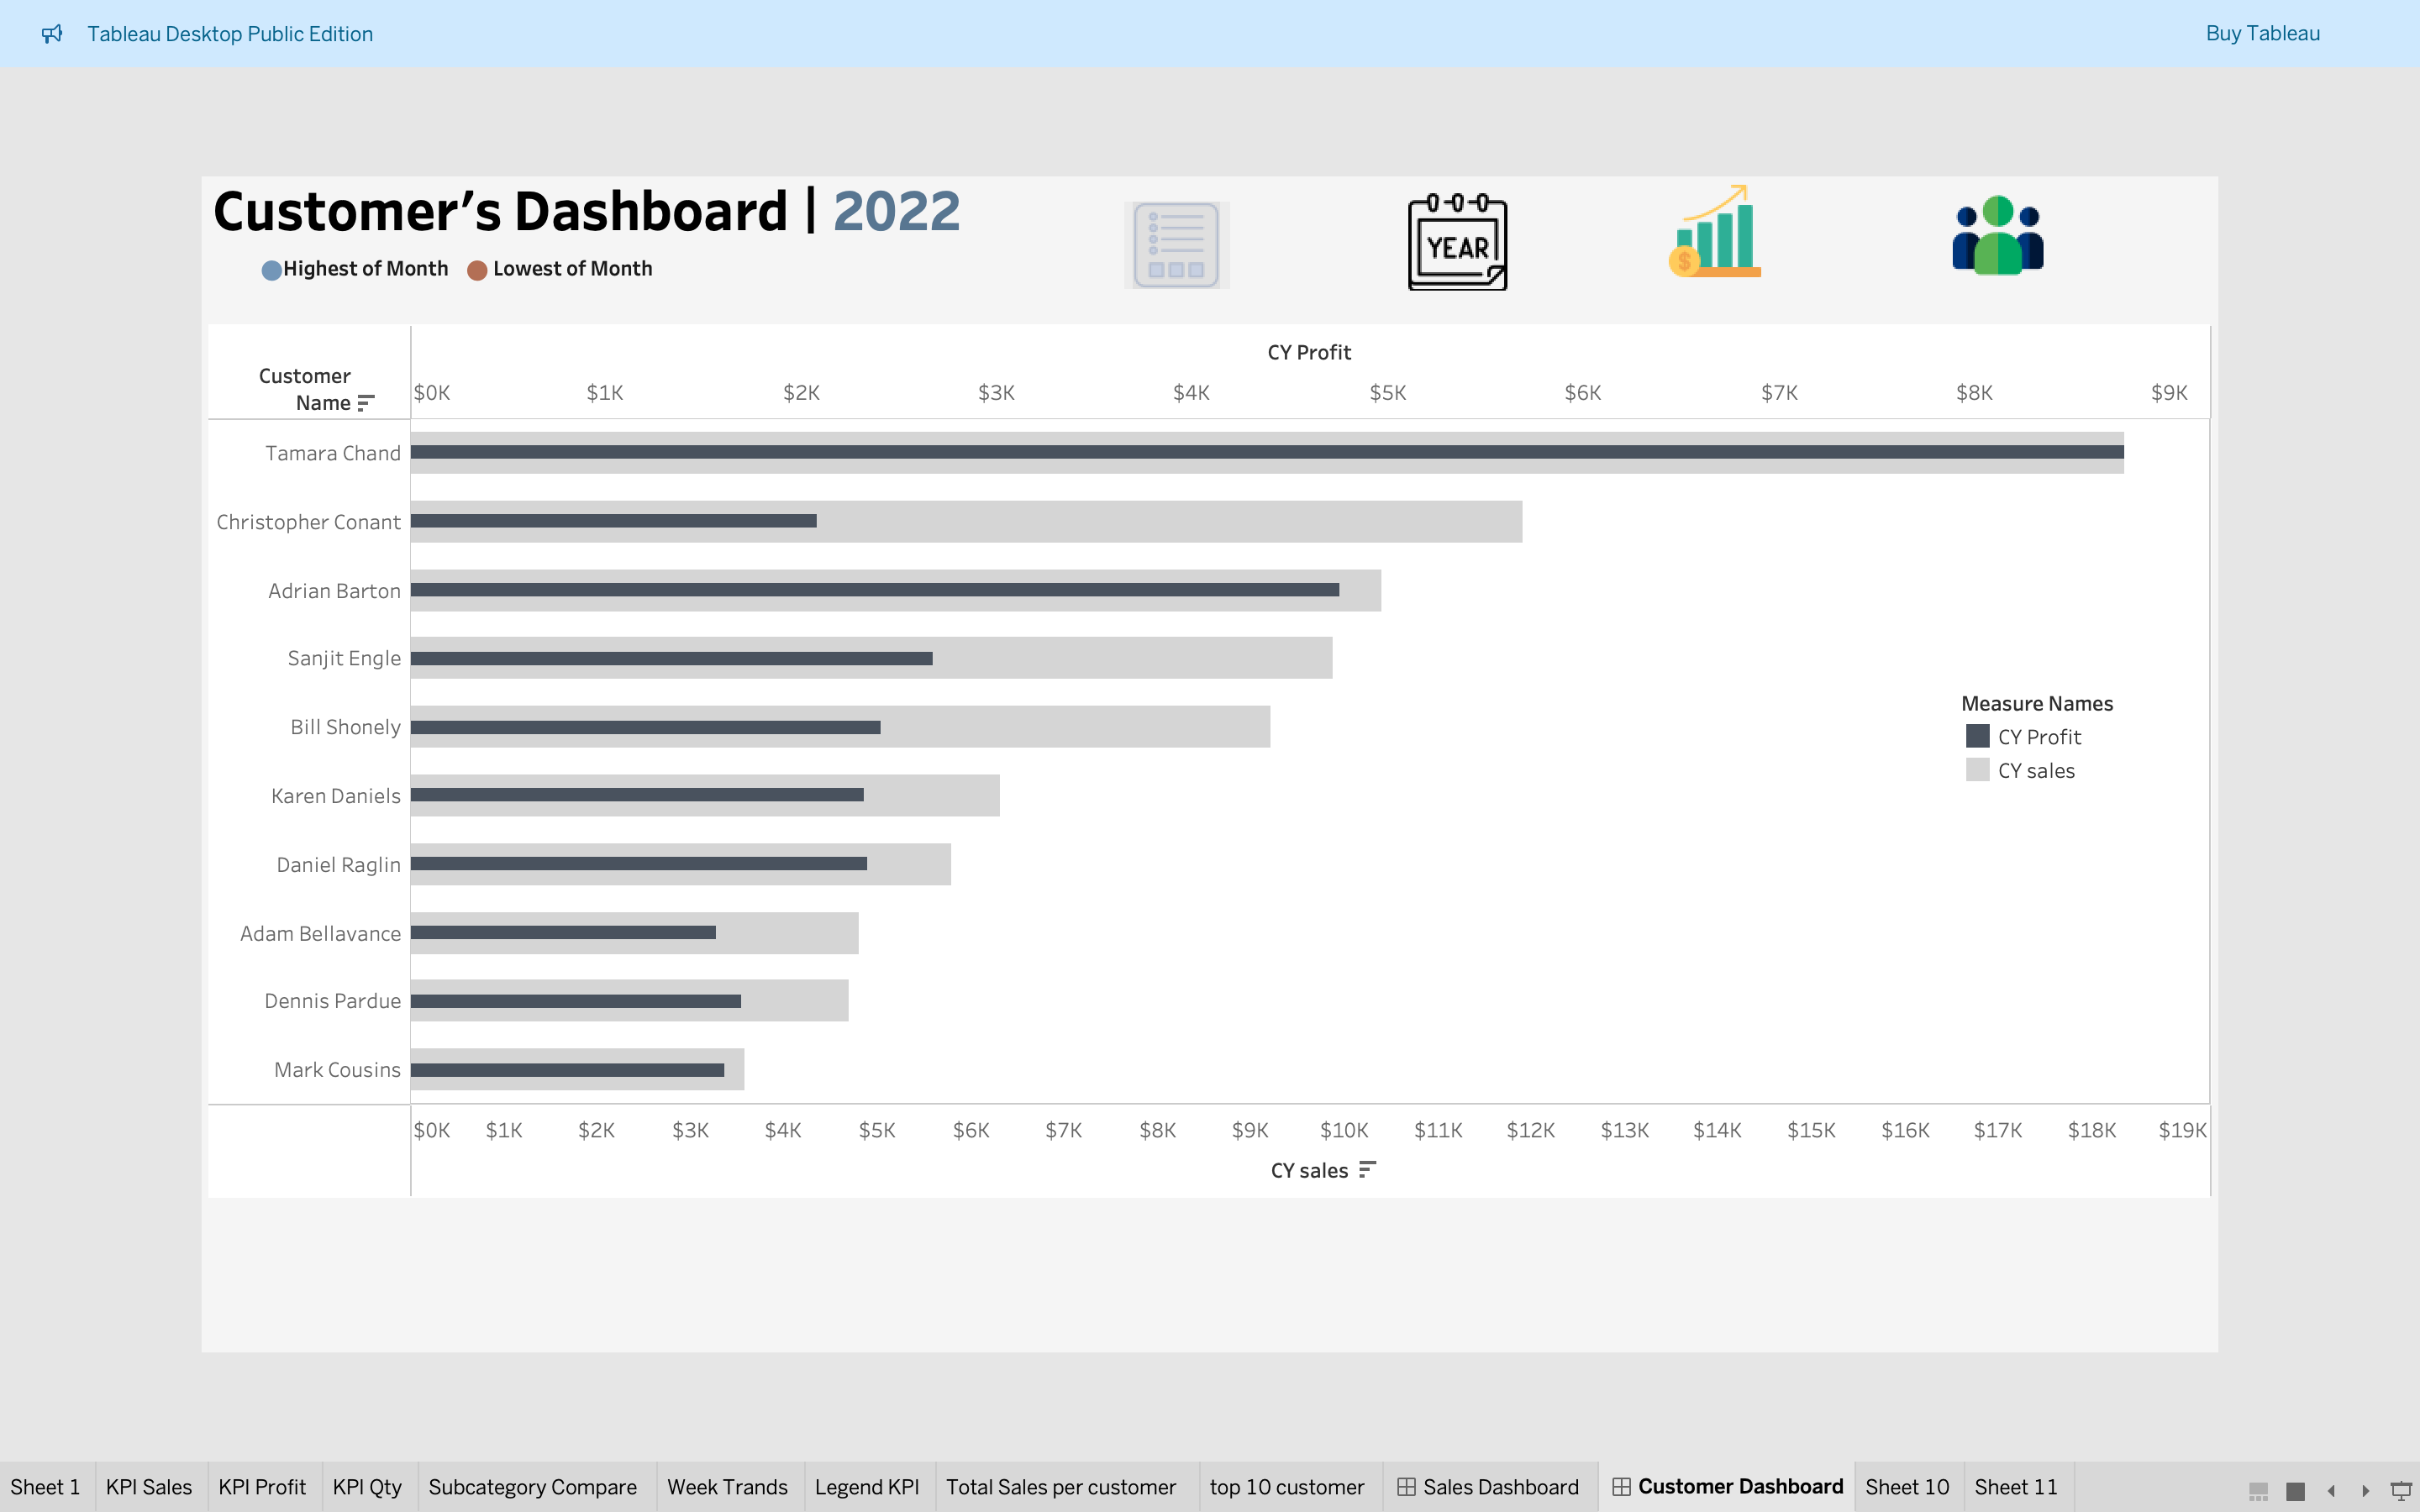 Tableau Desktop Public Edition
Buy Tableau
Customer’s Dashboard | 2022
Highest of Month Lowest of Month
YEAR
$
CY Profit
Customer
Name
$0K $1K $2K $3K $4K $5K $6K $7K $8K $9K
Tamara Chand
Christopher Conant
Adrian Barton
Sanjit Engle
Bill Shonely
Karen Daniels
Daniel Raglin
Adam Bellavance
Dennis Pardue
Mark Cousins
Measure Names
CY Profit
CY sales
$0K $1K $2K $3K $4K $5K $6K $7K $8K $9K $10K $11K $12K $13K $14K $15K $16K $17K $18K $19K
CY sales
Sheet 1 KPI Sales KPI Profit KPI Qty Subcategory Compare Week Trands Legend KPI Total Sales per customer top 10 customer Sales Dashboard Customer Dashboard Sheet 10 Sheet 11